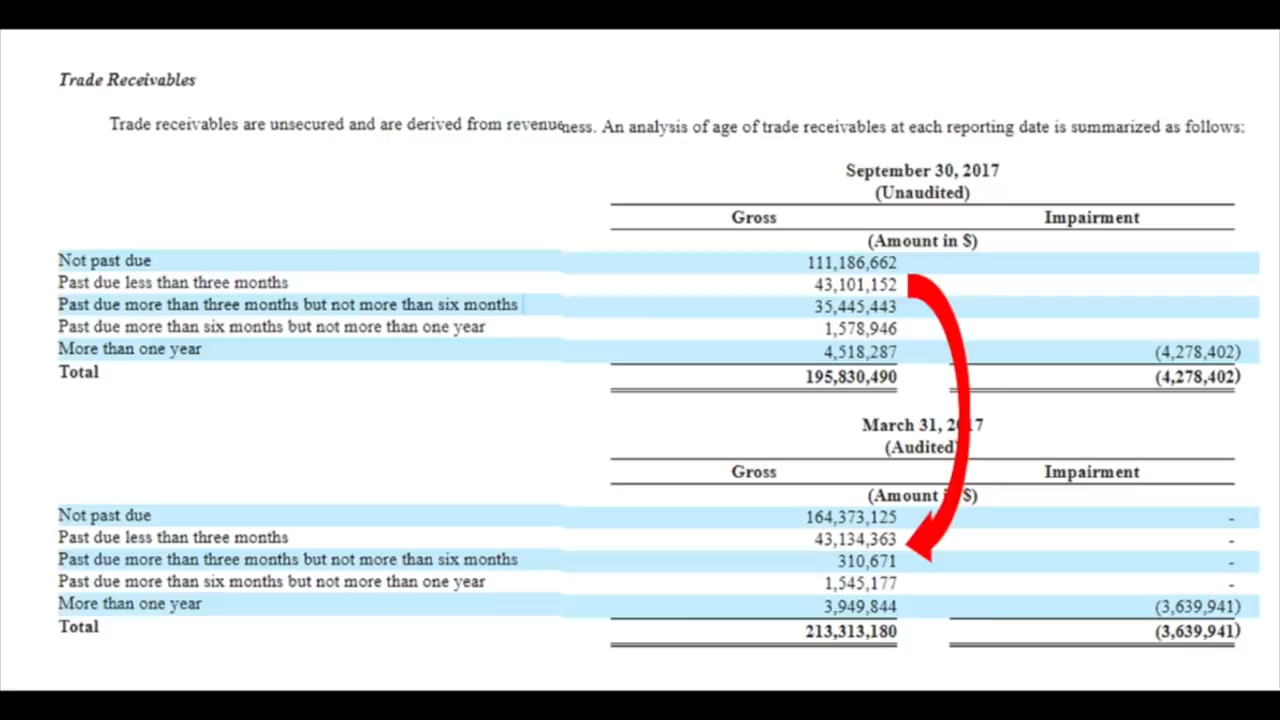 Trade Receivables
Trade receivables are unsecured and are derived from revenue ness. An analysis of age of trade receivables at each reporting date is summarized as follows:
September 30, 2017
(Unaudited)
Gross Impairment
(Amount in $)
Not past due 111,186,662
Past due less than three months 43,101,152
Past due more than three months but not more than six months 35,445,443
Past due more than six months but not more than one year 1,578,946
More than one year 4,518,287 (4,278,402)
Total 195,830,490 (4,278,402)
March 31, 2017
(Audited)
Gross Impairment
(Amount in $)
Not past due 164,373,125 -
Past due less than three months 43,134,363 -
Past due more than three months but not more than six months 310,671 -
Past due more than six months but not more than one year 1,545,177 -
More than one year 3,949,844 (3,639,941)
Total 213,313,180 (3,639,941)